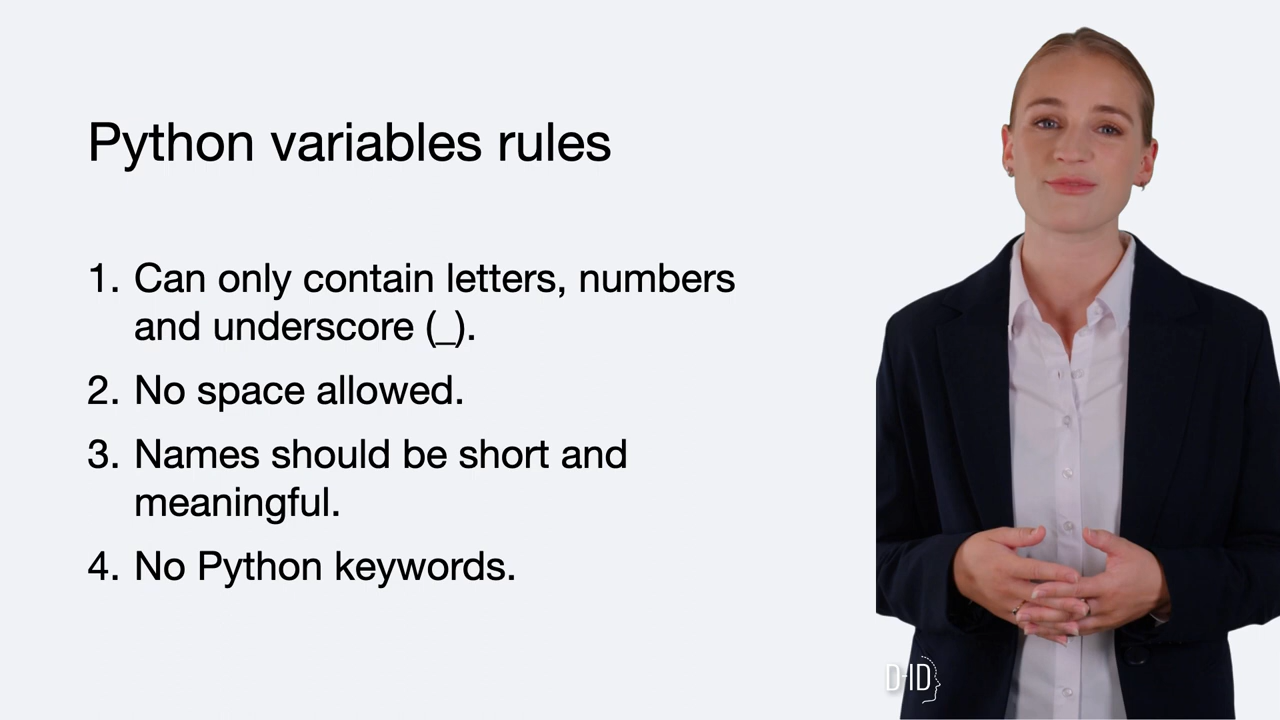 Python variables rules
1. Can only contain letters, numbers
and underscore (_).
2. No space allowed.
3. Names should be short and
meaningful.
4. No Python keywords.
D-ID